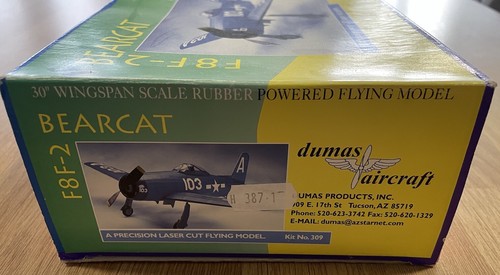 BEARCAT
F8F-2
30" WINGSPAN SCALE RUBBER POWERED FLYING MODEL
BEARCAT
F8F-2
103
A
H 387-1
A PRECISION LASER CUT FLYING MODEL.
Kit No. 309
dumas
aircraft
DUMAS PRODUCTS, INC.
909 E. 17th St Tucson, AZ 85719
Phone: 520-623-3742 Fax: 520-620-1329
E-MAIL: dumas@azstarnet.com